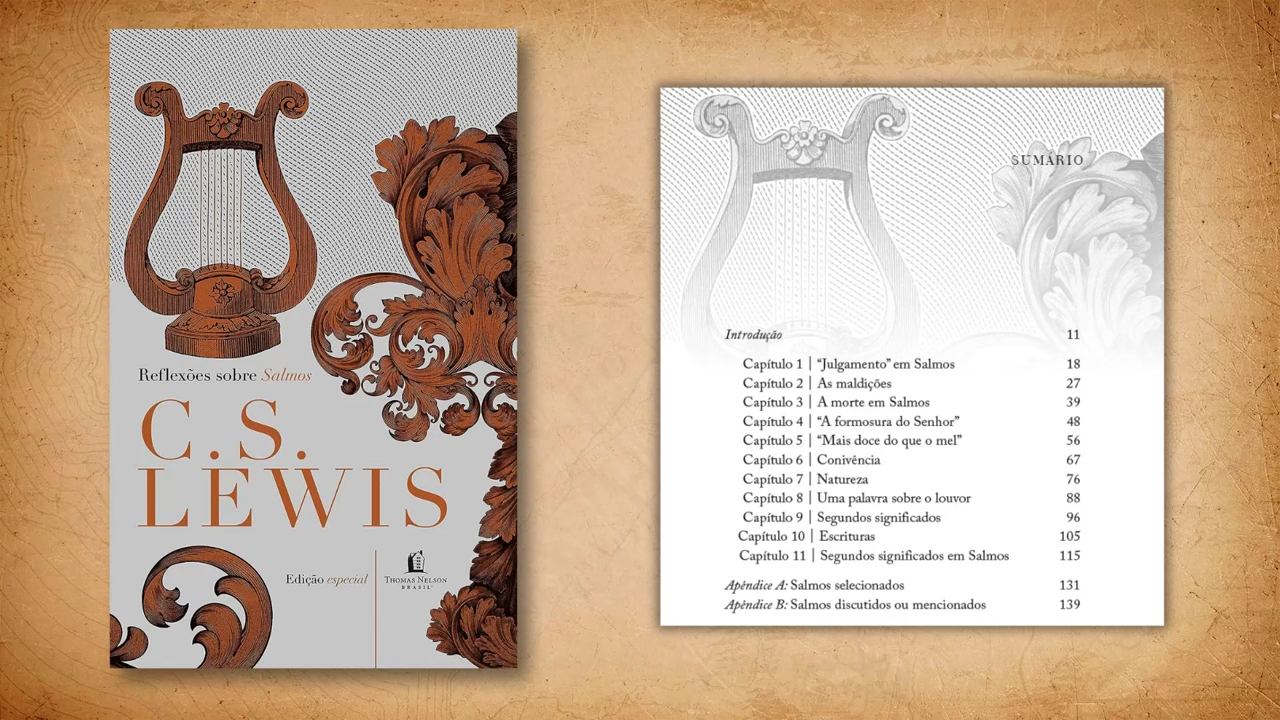 Reflexões sobre Salmos
C.S.
LEWIS
Edição especial
THOMAS NELSON
BRASIL
SUMÁRIO
Introdução 11
Capítulo 1 | “Julgamento” em Salmos 18
Capítulo 2 | As maldições 27
Capítulo 3 | A morte em Salmos 39
Capítulo 4 | “A formosura do Senhor” 48
Capítulo 5 | “Mais doce do que o mel” 56
Capítulo 6 | Conivência 67
Capítulo 7 | Natureza 76
Capítulo 8 | Uma palavra sobre o louvor 88
Capítulo 9 | Segundos significados 96
Capítulo 10 | Escrituras 105
Capítulo 11 | Segundos significados em Salmos 115
Apêndice A: Salmos selecionados 131
Apêndice B: Salmos discutidos ou mencionados 139